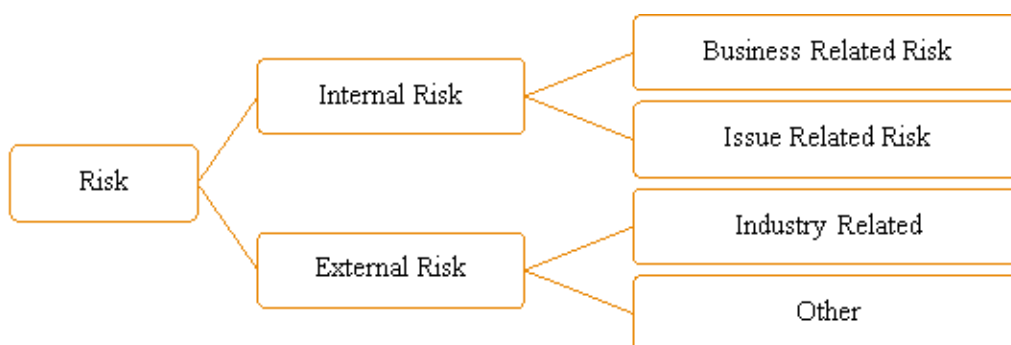 Risk
Internal Risk
Business Related Risk
Issue Related Risk
External Risk
Industry Related
Other